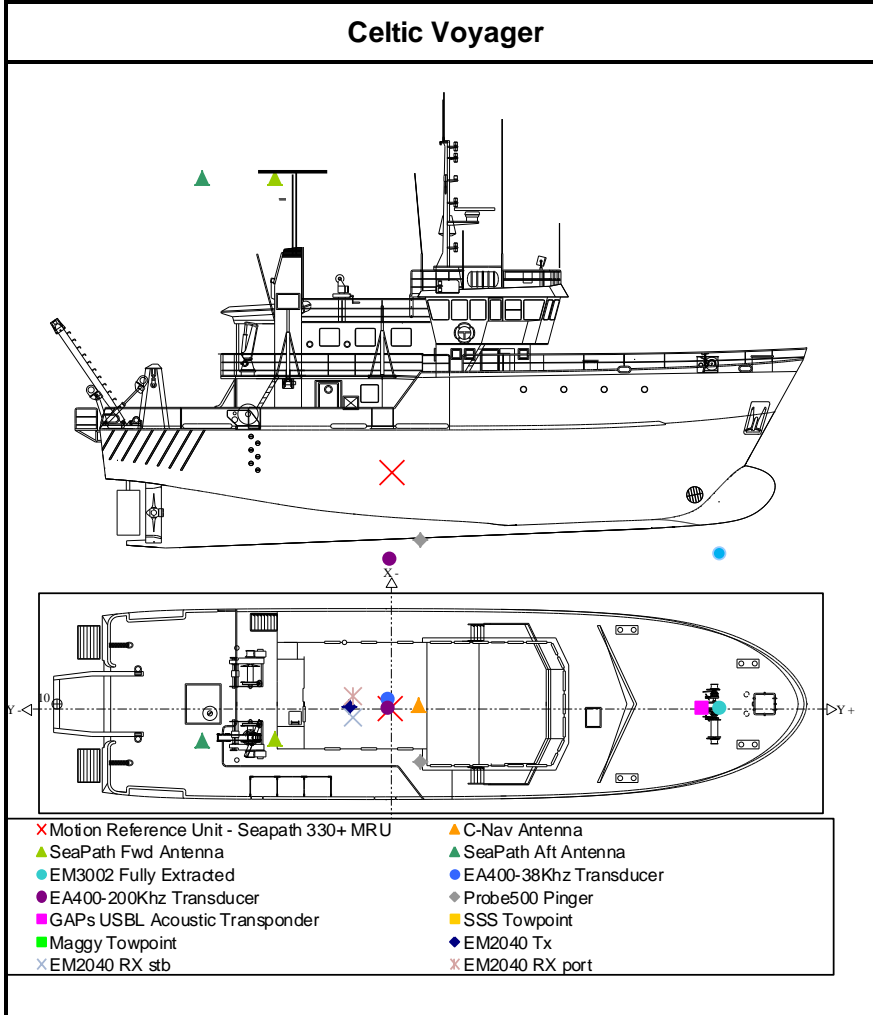 Celtic Voyager
X -
Y -
10
Y +
Motion Reference Unit - Seapath 330+ MRU
C-Nav Antenna
SeaPath Fwd Antenna
SeaPath Aft Antenna
EM3002 Fully Extracted
EA400-38Khz Transducer
EA400-200Khz Transducer
Probe500 Pinger
GAPs USBL Acoustic Transponder
SSS Towpoint
Maggy Towpoint
EM2040 Tx
EM2040 RX stb
EM2040 RX port